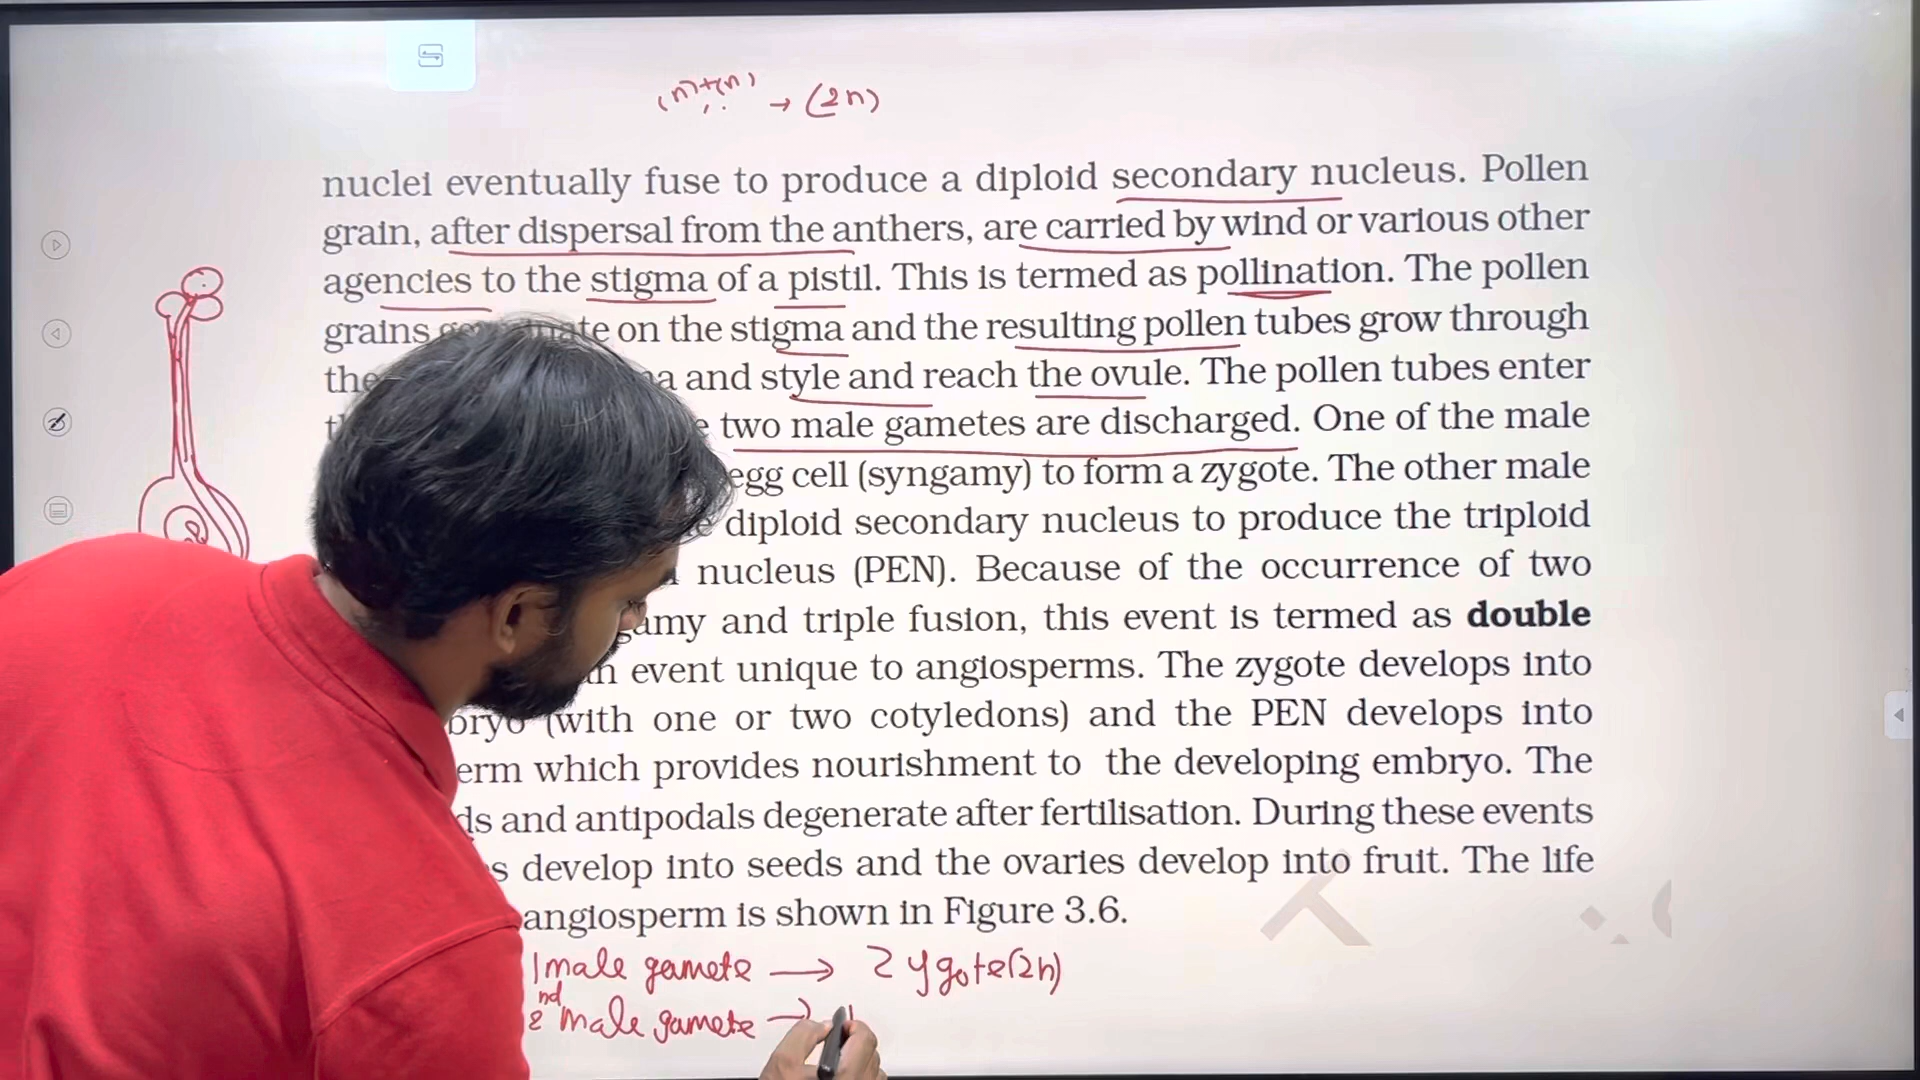 (n)+(n) → (2n)
nuclei eventually fuse to produce a diploid secondary nucleus. Pollen
grain, after dispersal from the anthers, are carried by wind or various other
agencies to the stigma of a pistil. This is termed as pollination. The pollen
grains on the stigma and the resulting pollen tubes grow through
the and style and reach the ovule. The pollen tubes enter
two male gametes are discharged. One of the male
egg cell (syngamy) to form a zygote. The other male
diploid secondary nucleus to produce the triploid
nucleus (PEN). Because of the occurrence of two
gamy and triple fusion, this event is termed as double
event unique to angiosperms. The zygote develops into
bryo (with one or two cotyledons) and the PEN develops into
erm which provides nourishment to the developing embryo. The
ds and antipodals degenerate after fertilisation. During these events
s develop into seeds and the ovaries develop into fruit. The life
angiosperm is shown in Figure 3.6.
1 male gamete → Zygote(2n)
2nd male gamete →